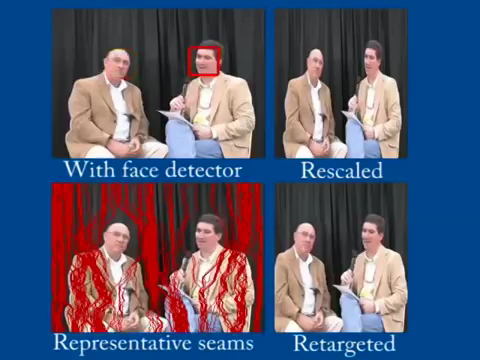 With face detector
Rescaled
Representative seams
Retargeted